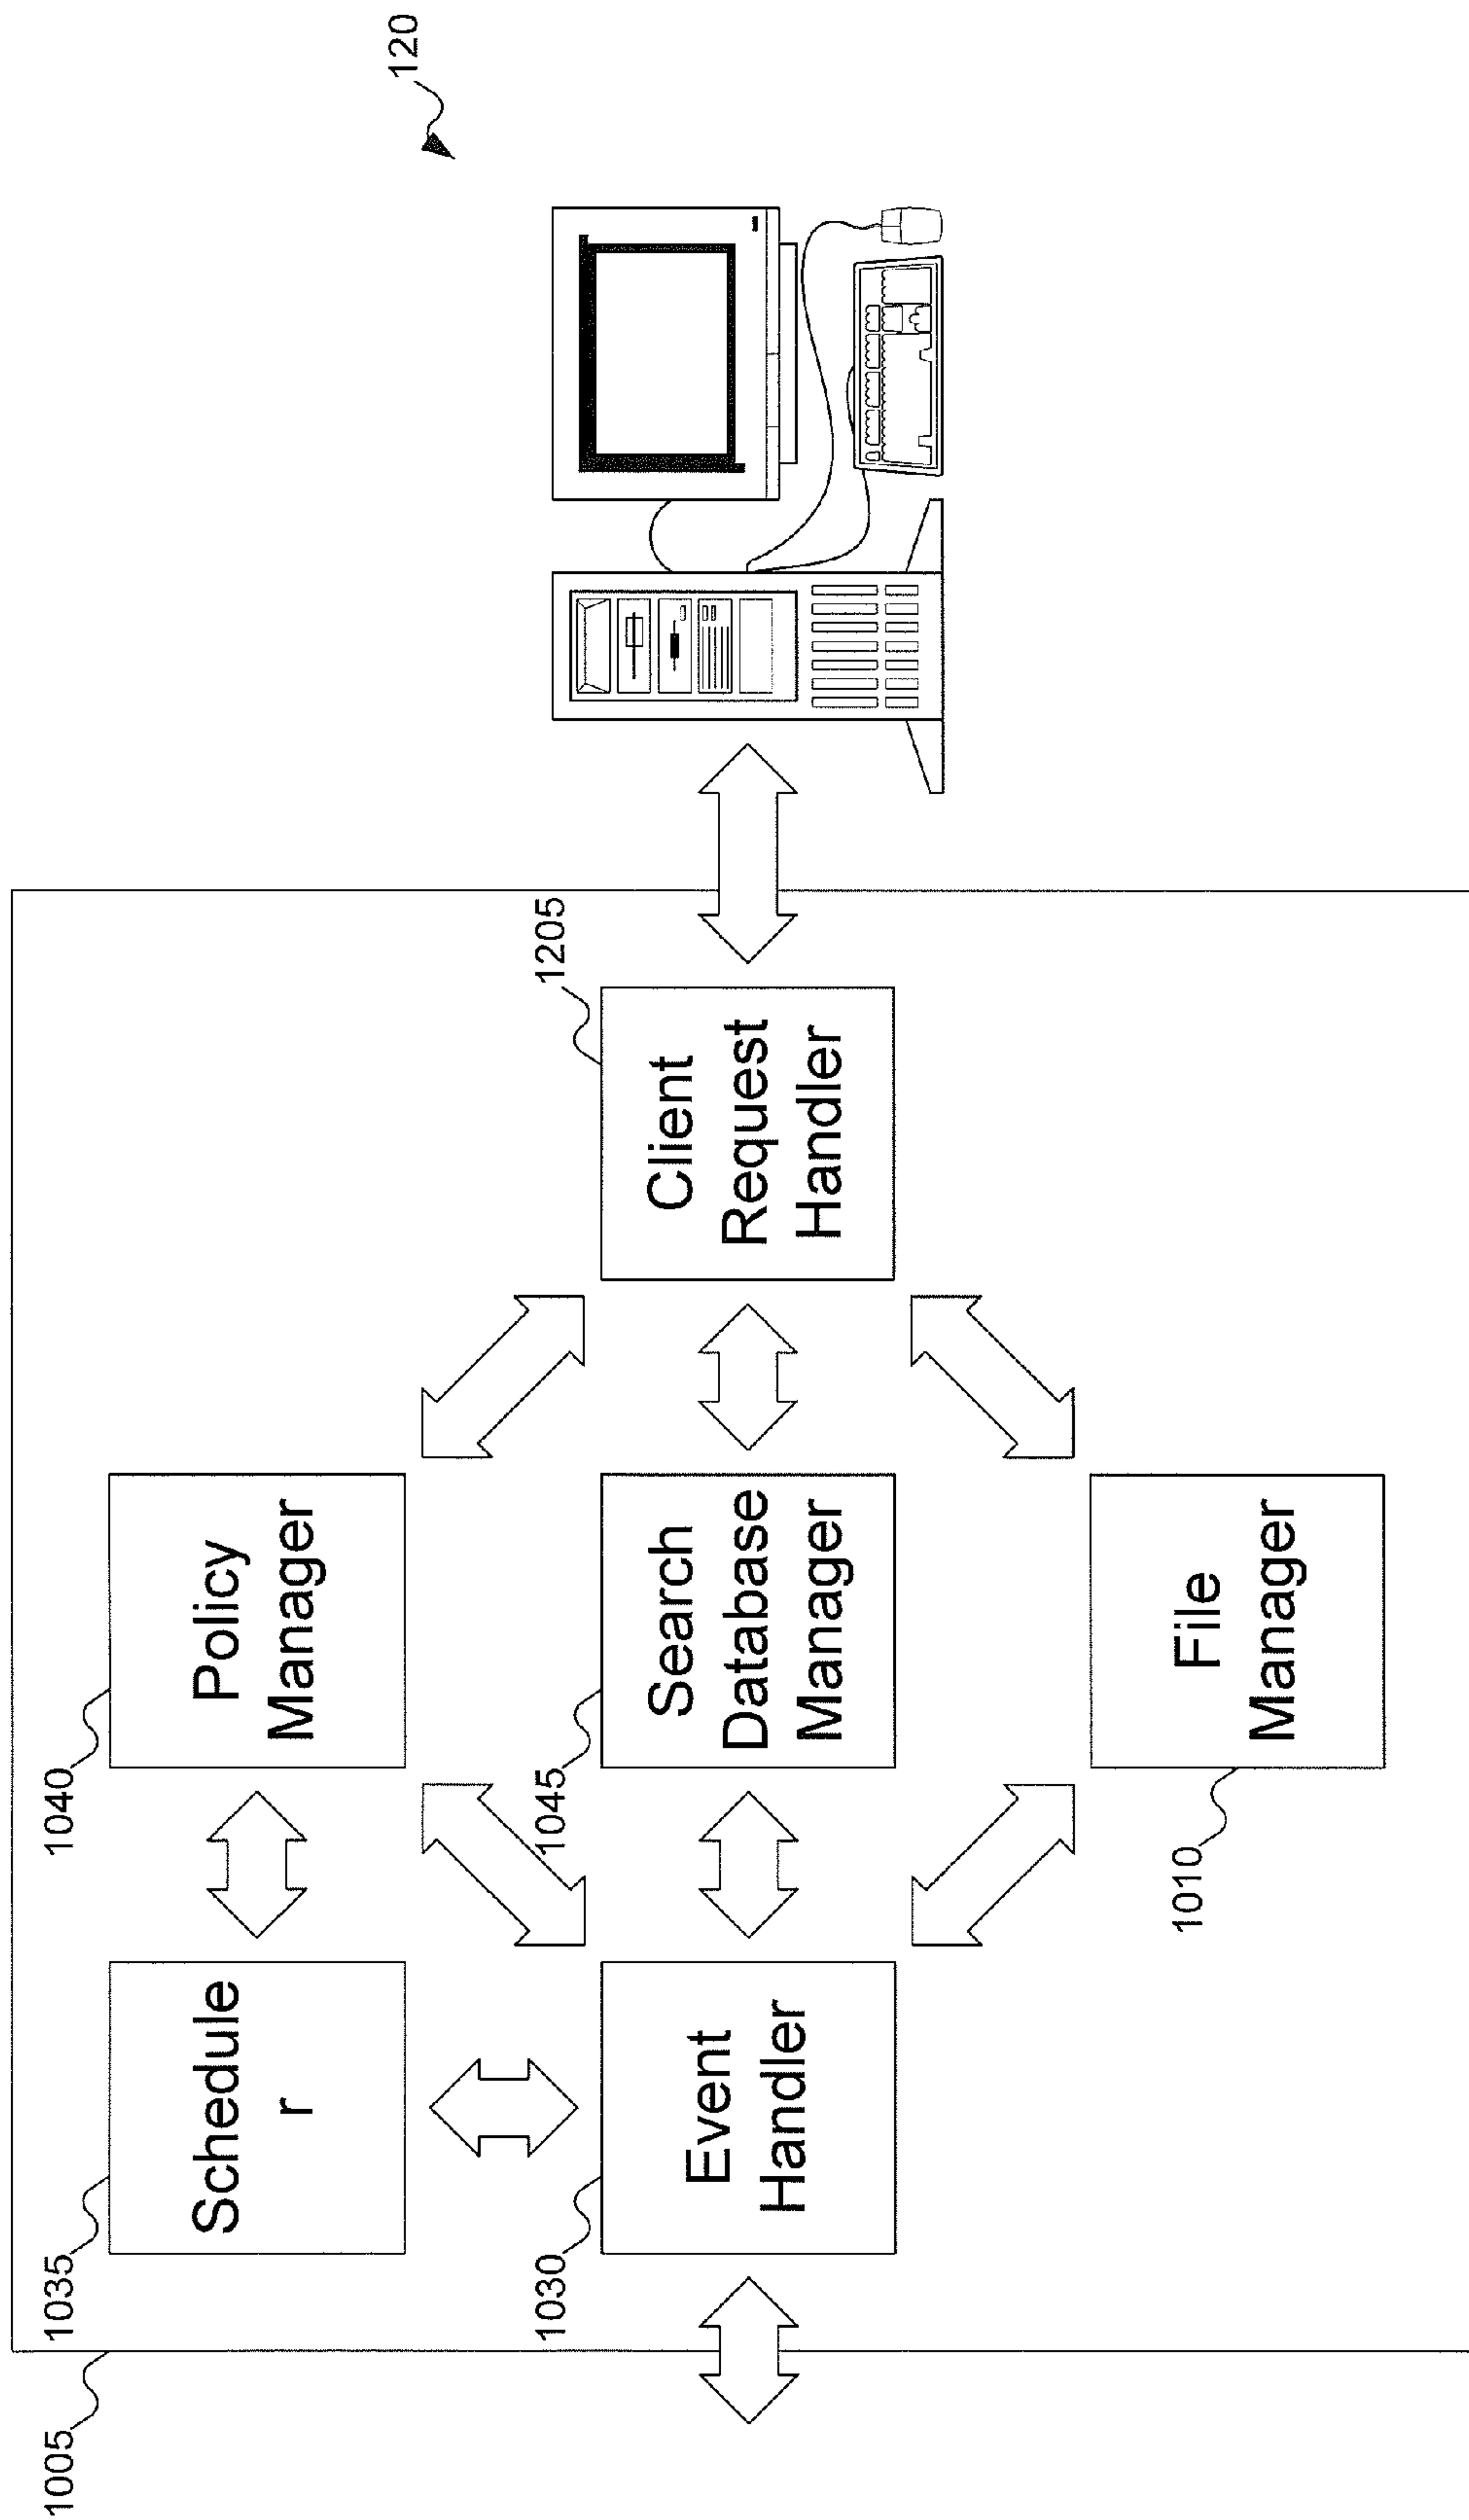 1005
1035
Schedule
r
1040
Policy
Manager
120
1030
Event
Handler
1045
Search
Database
Manager
1205
Client
Request
Handler
1010
File
Manager